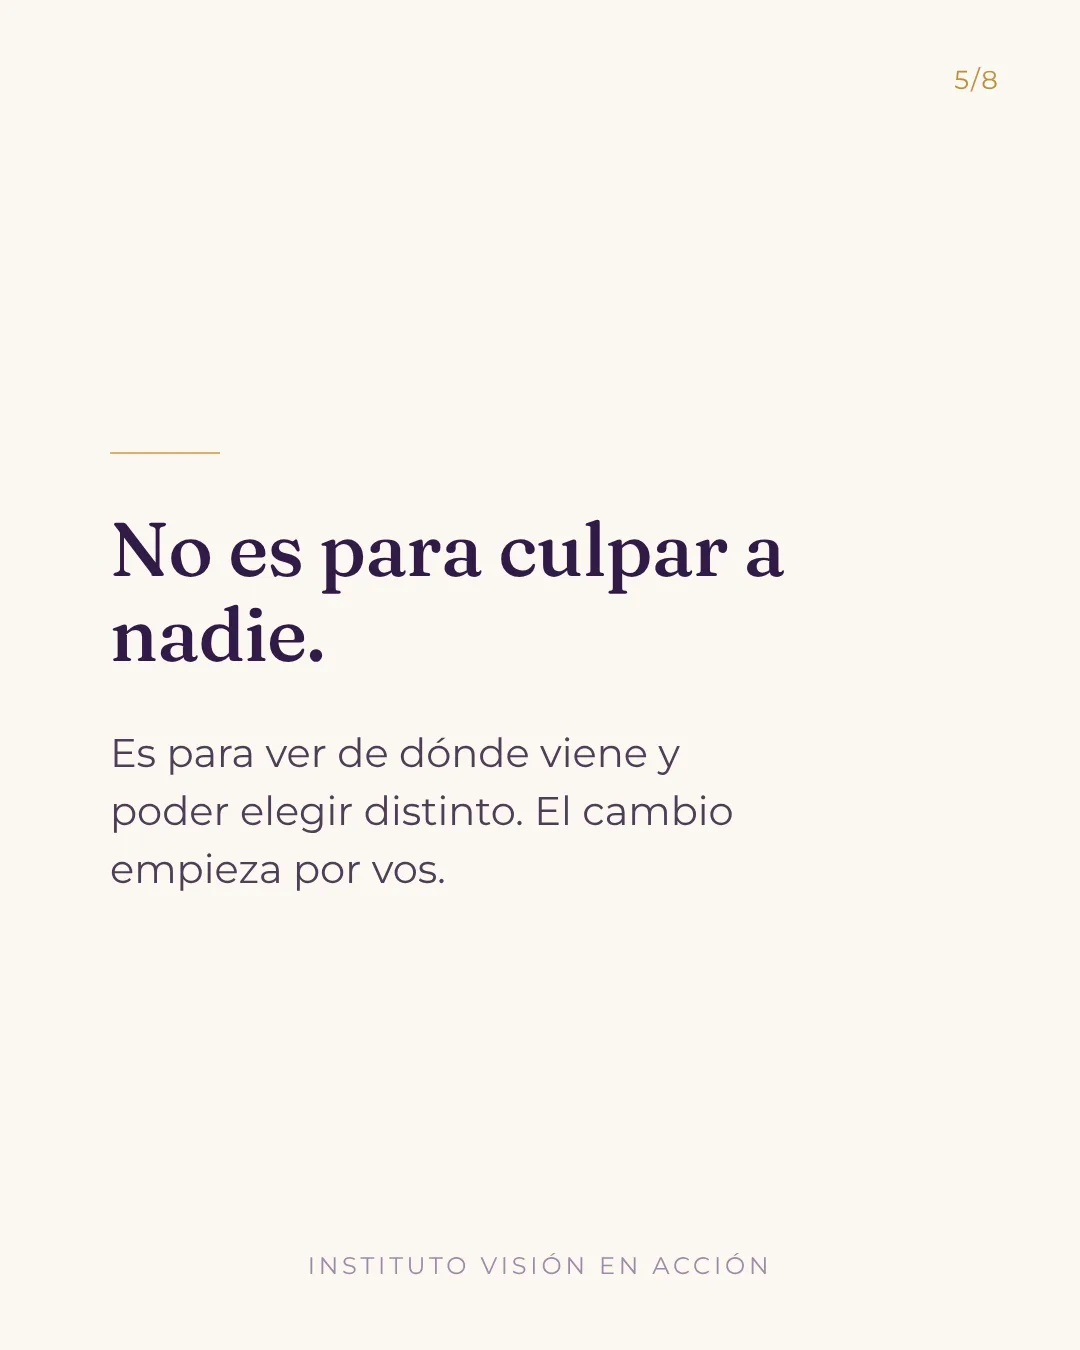 5/8
No es para culpar a
nadie.
Es para ver de dónde viene y
poder elegir distinto. El cambio
empieza por vos.
INSTITUTO VISIÓN EN ACCIÓN